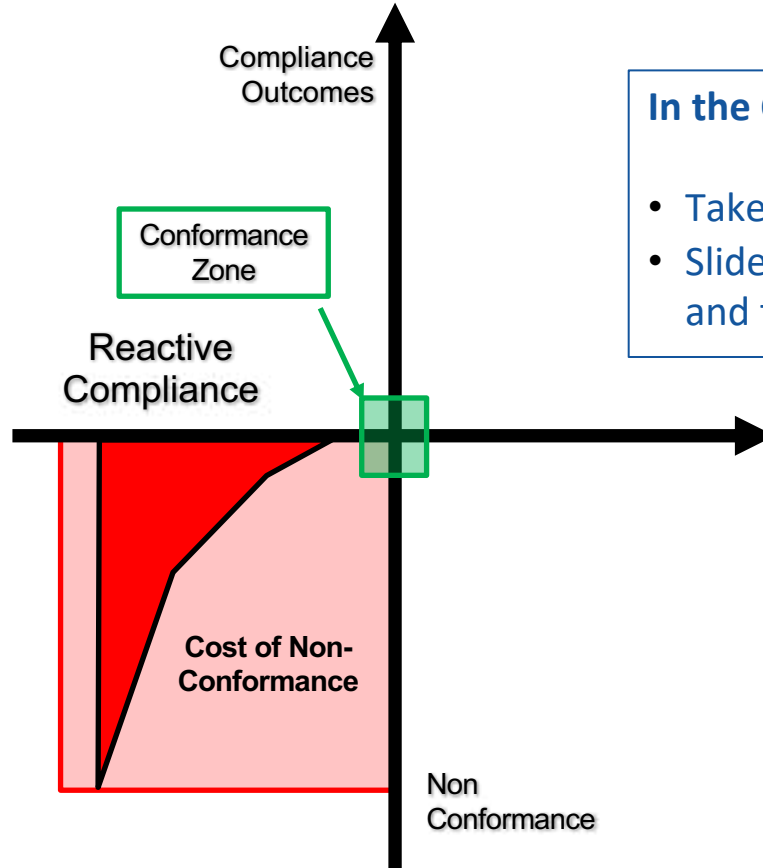 Compliance
Outcomes
In the
• Take
• Slide
and
Conformance
Zone
Reactive
Compliance
Cost of Non-
Conformance
Non
Conformance